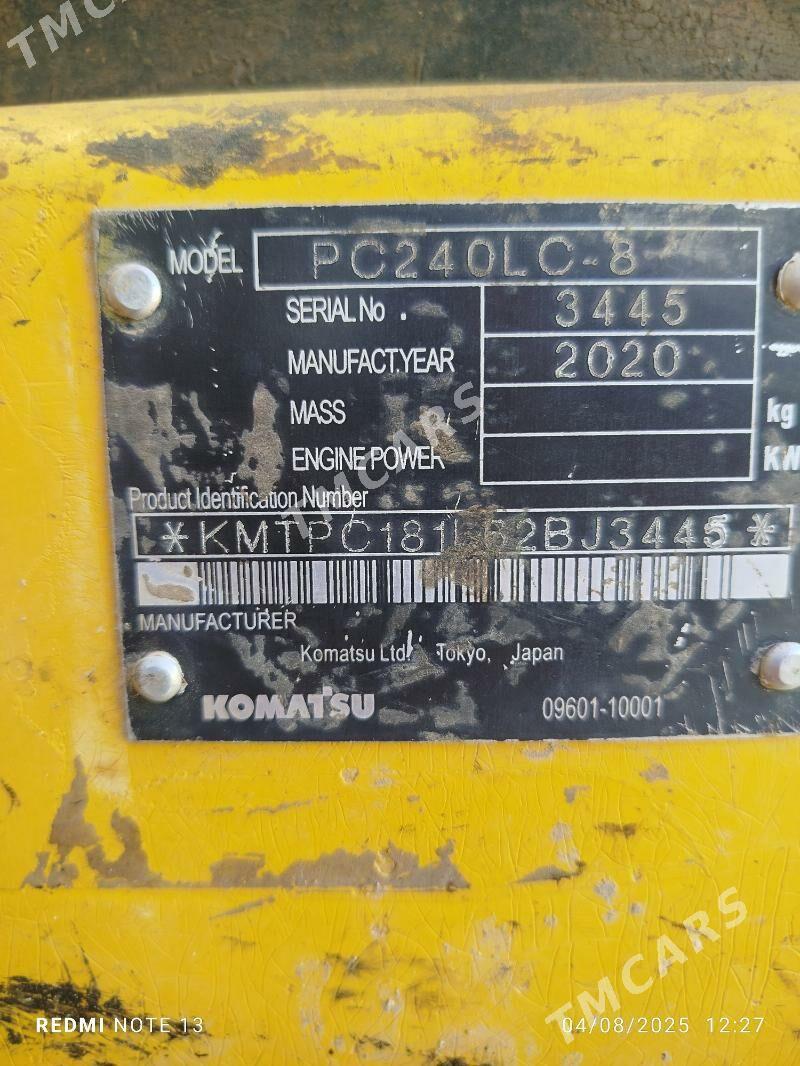 TMCARS
MODEL PC240LC-8
SERIAL No. 3445
MANUFACT.YEAR 2020
MASS kg
ENGINE POWER KW
TMCARS
Product Identification Number
MANUFACTURER
Komatsu Ltd. Tokyo, Japan
KOMATSU 09601-10001
TMCARS
REDMI NOTE 13 04/08/2025 12:27